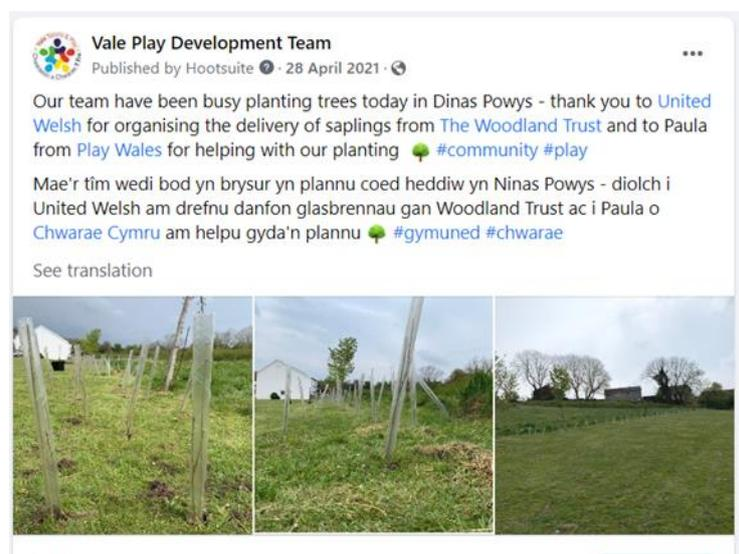 Vale Play Development Team
Published by Hootsuite · 28 April 2021 ·
Our team have been busy planting trees today in Dinas Powys - thank you to United
Welsh for organising the delivery of saplings from The Woodland Trust and to Paula
from Play Wales for helping with our planting 🌳 #community #play
Mae'r tîm wedi bod yn brysur yn plannu coed heddiw yn Ninas Powys - diolch i
United Welsh am drefnu danfon glasbrennau gan Woodland Trust ac i Paula o
Chwarae Cymru am helpu gyda'n plannu 🌳 #gymuned #chwarae
See translation